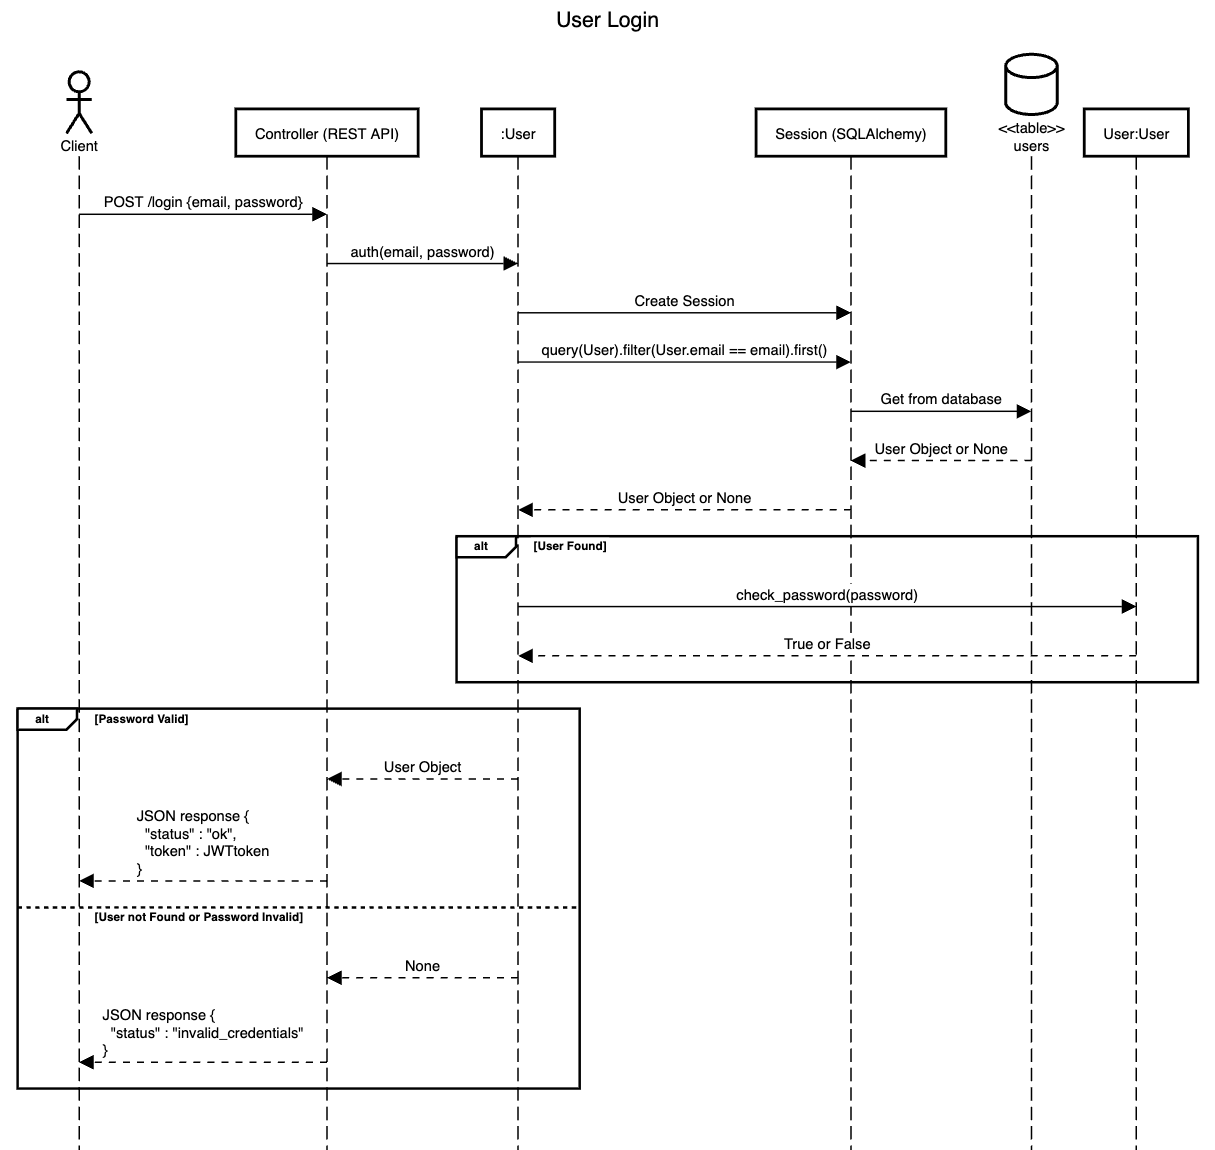 User Login
Client
Controller (REST API)
:User
Session (SQLAlchemy)
<<table>>
users
User:User
POST /login {email, password}
auth(email, password)
Create Session
query(User).filter(User.email == email).first()
Get from database
User Object or None
User Object or None
alt
[User Found]
check_password(password)
True or False
alt
[Password Valid]
User Object
JSON response {
"status" : "ok",
"token" : JWTtoken
}
[User not Found or Password Invalid]
None
JSON response {
"status" : "invalid_credentials"
}